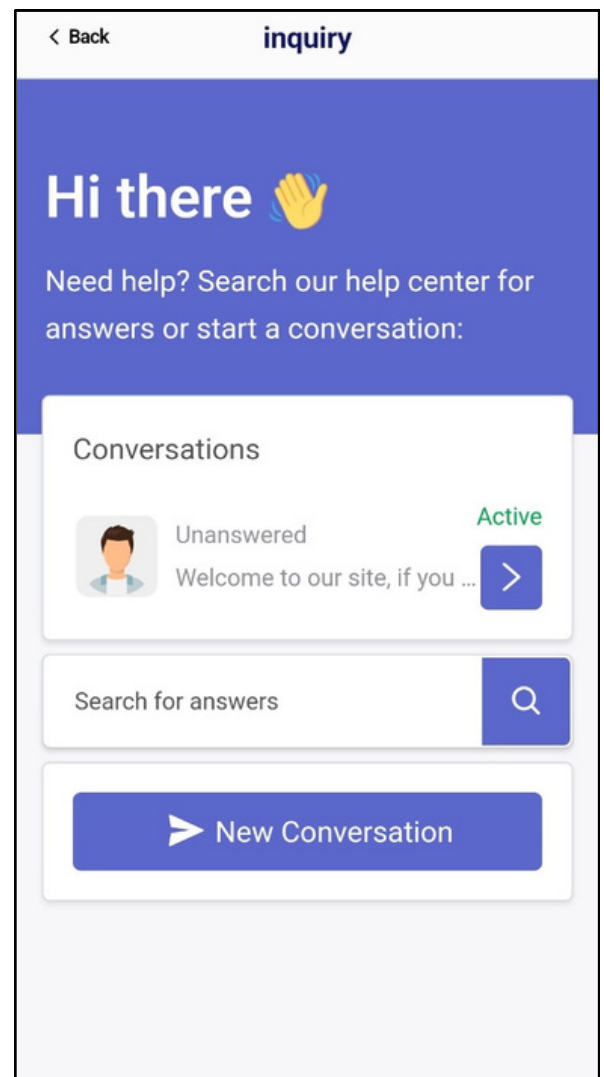 < Back
inquiry
Hi there 👋
Need help? Search our help center for
answers or start a conversation:
Conversations
Active
Unanswered
Welcome to our site, if you ...
Search for answers
New Conversation